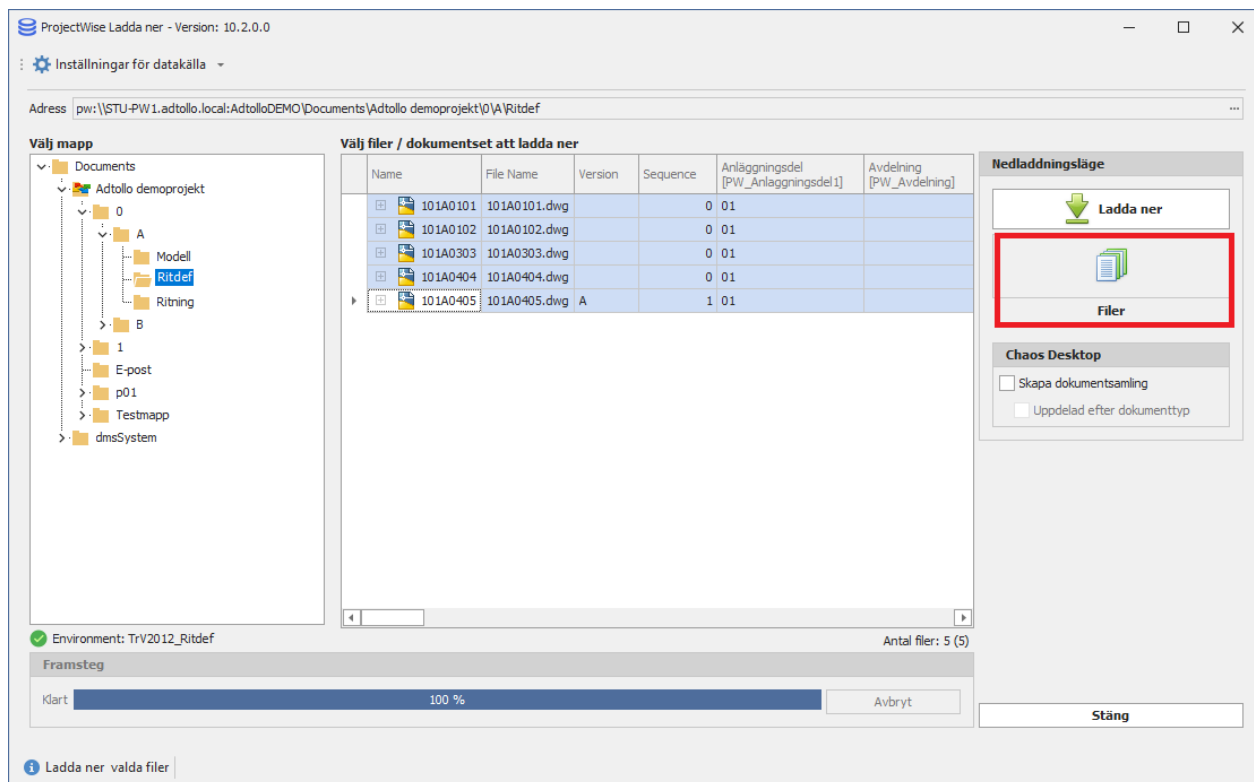 ProjectWise Ladda ner - Version: 10.2.0.0
Inställningar för datakälla
Adress pw:\\STU-PW1.adtollo.local:AdtolloDEMO\Documents\Adtollo demoprojekt\0\A\Ritdef ...
Välj mapp
Documents
Adtollo demoprojekt
0
A
Modell
Ritdef
Ritning
B
1
E-post
p01
Testmapp
dmsSystem
Environment: TrV2012_Ritdef
Välj filer / dokumentset att ladda ner
Name File Name Version Sequence Anläggningsdel [PW_Anlaggningsdel1] Avdelning [PW_Avdelning]
101A0101 101A0101.dwg 0 01
101A0102 101A0102.dwg 0 01
101A0303 101A0303.dwg 0 01
101A0404 101A0404.dwg 0 01
101A0405 101A0405.dwg A 1 01
Antal filer: 5 (5)
Nedladdningsläge
Ladda ner
Filer
Chaos Desktop
Skapa dokumentsamling
Uppdelad efter dokumenttyp
Framsteg
Klart 100 % Avbryt
Stäng
Ladda ner valda filer